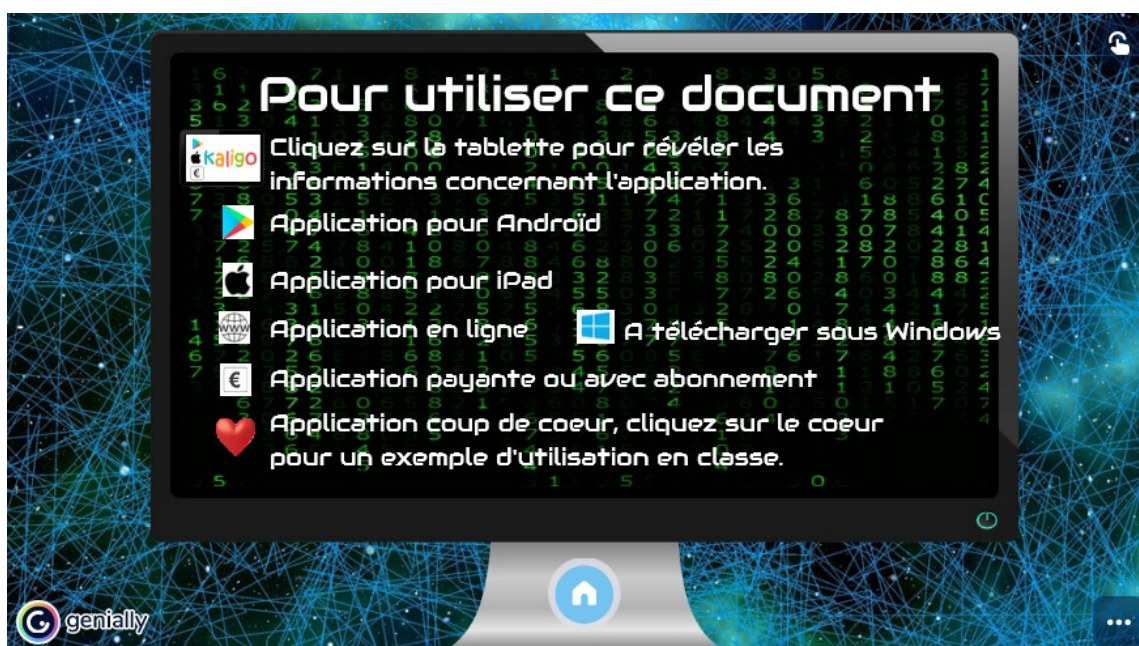 Pour utiliser ce document
kaligo
€
Cliquez sur la tablette pour révéler les
informations concernant l'application.
Application pour Androïd
Application pour iPad
www
Application en ligne
A télécharger sous Windows
€
Application payante ou avec abonnement
Application coup de coeur, cliquez sur le coeur
pour un exemple d'utilisation en classe.
genially